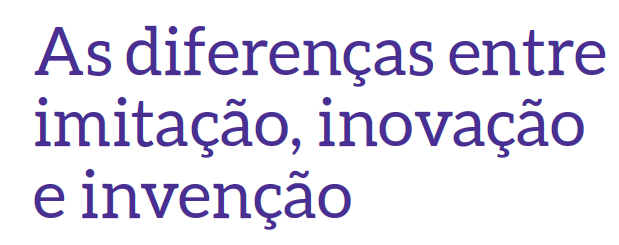 As diferenças entre
imitação, inovação
e invenção